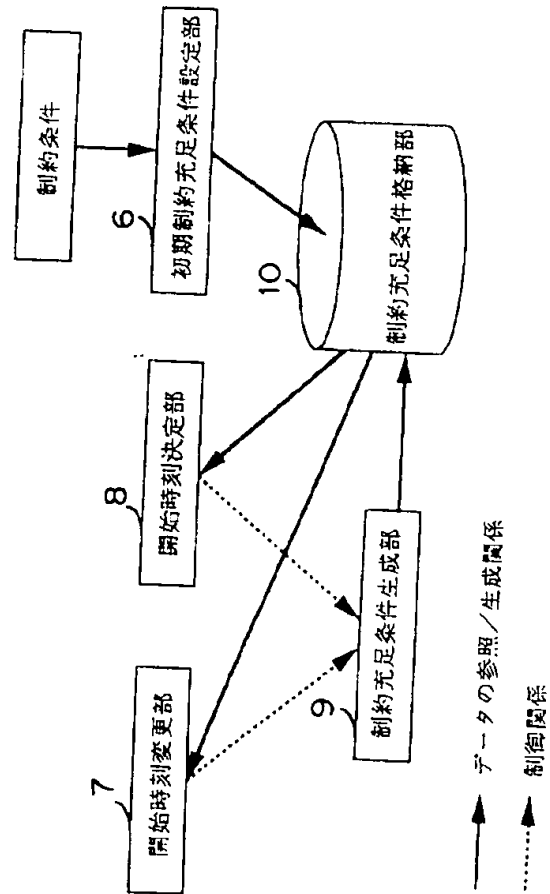 制約条件
6
初期制約充足条件設定部
10
制約充足条件格納部
8
開始時刻決定部
7
開始時刻変更部
9
制約充足条件生成部
データの参照／生成関係
制御関係